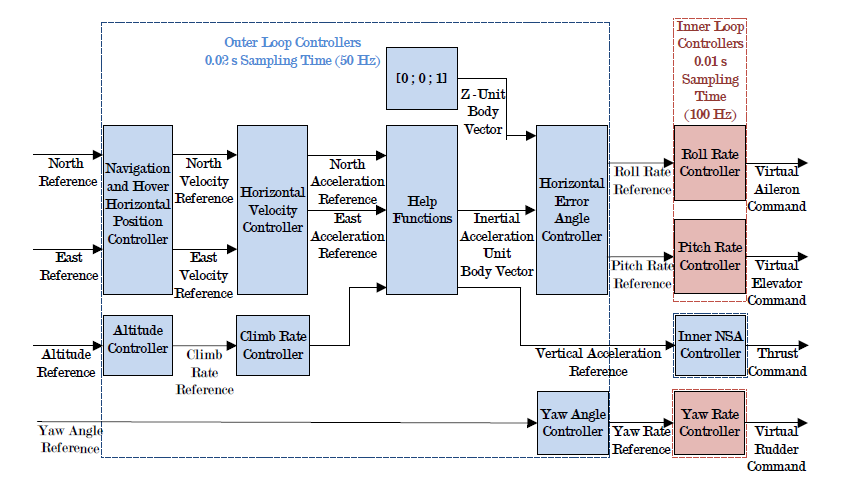 Outer Loop Controllers
0.02 s Sampling Time (50 Hz)
Inner Loop
Controllers
0.01 s
Sampling
Time
(100 Hz)
[0 ; 0 ; 1]
Z -Unit
Body
Vector
North
Reference
Navigation
and Hover
Horizontal
Position
Controller
North
Velocity
Reference
Horizontal
Velocity
Controller
North
Acceleration
Reference
East
Acceleration
Reference
Help
Functions
Inertial
Acceleration
Unit
Body Vector
Horizontal
Error
Angle
Controller
Roll Rate
Reference
Roll Rate
Controller
Virtual
Aileron
Command
East
Reference
East
Velocity
Reference
Pitch Rate
Reference
Pitch Rate
Controller
Virtual
Elevator
Command
Altitude
Reference
Altitude
Controller
Climb
Rate
Reference
Climb Rate
Controller
Vertical Acceleration
Reference
Inner NSA
Controller
Thrust
Command
Yaw Angle
Reference
Yaw Angle
Controller
Yaw Rate
Reference
Yaw Rate
Controller
Virtual
Rudder
Command